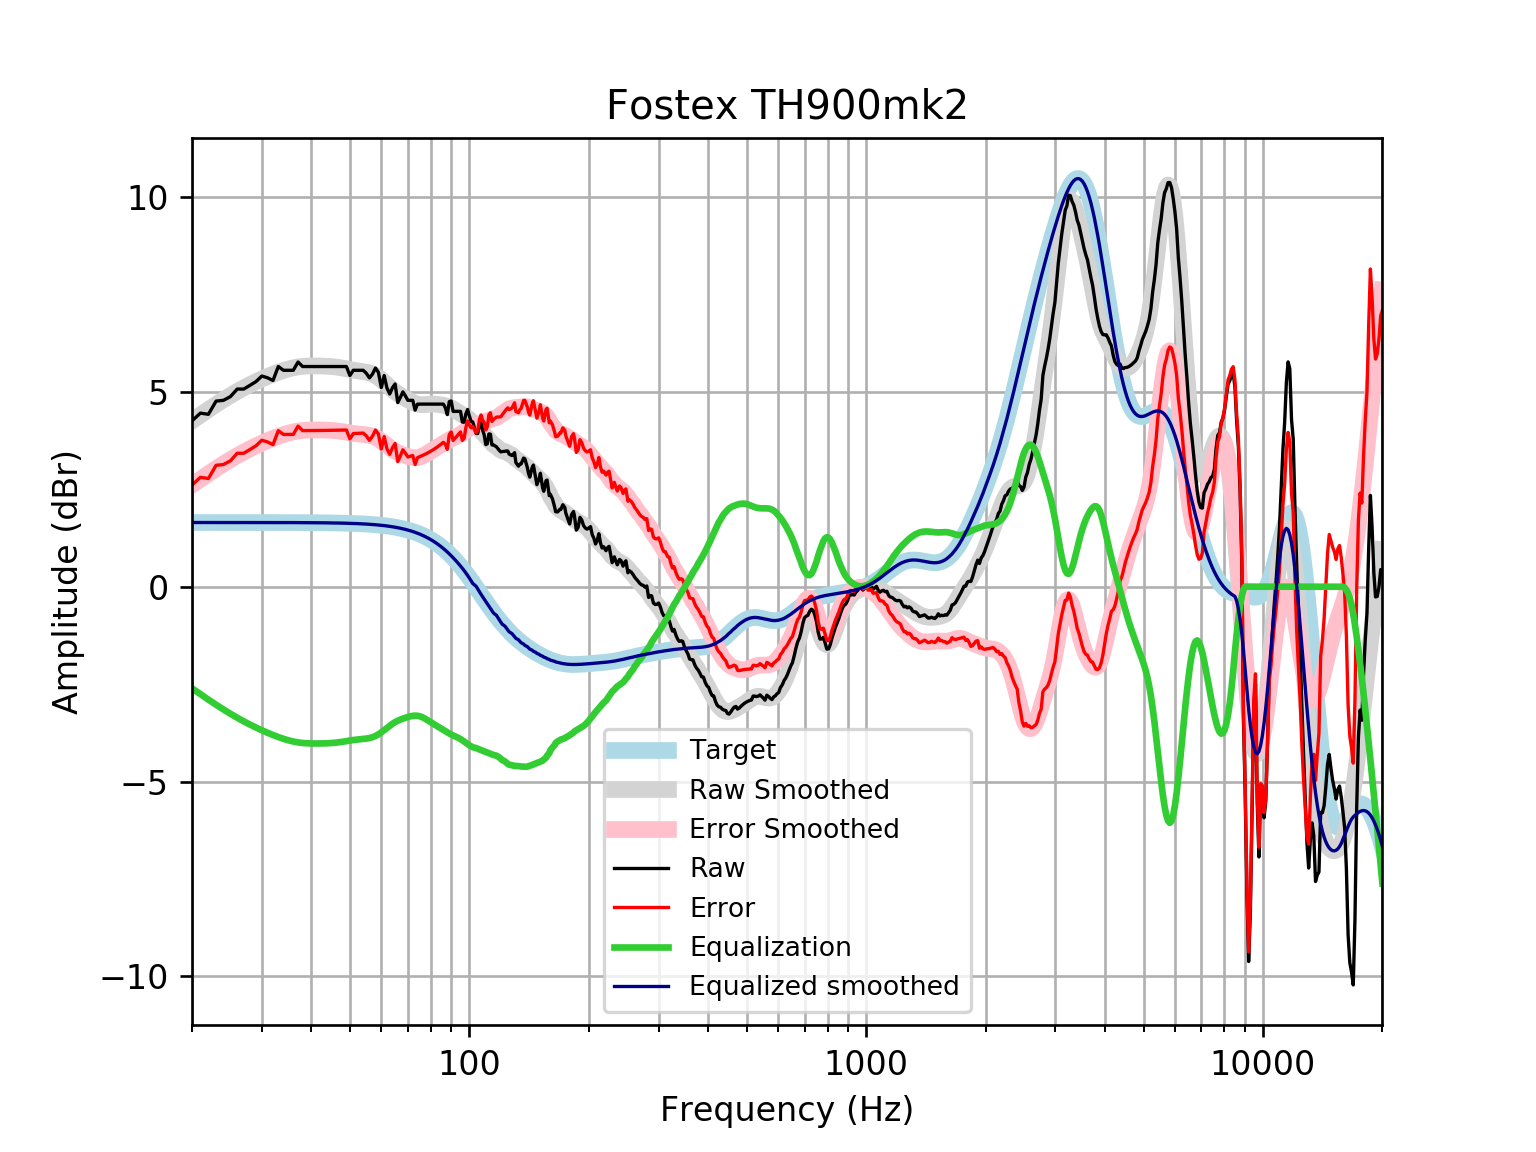 Fostex TH900mk2
Amplitude (dBr)
10
5
0
−5
−10
Target
Raw Smoothed
Error Smoothed
Raw
Error
Equalization
Equalized smoothed
100
1000
10000
Frequency (Hz)